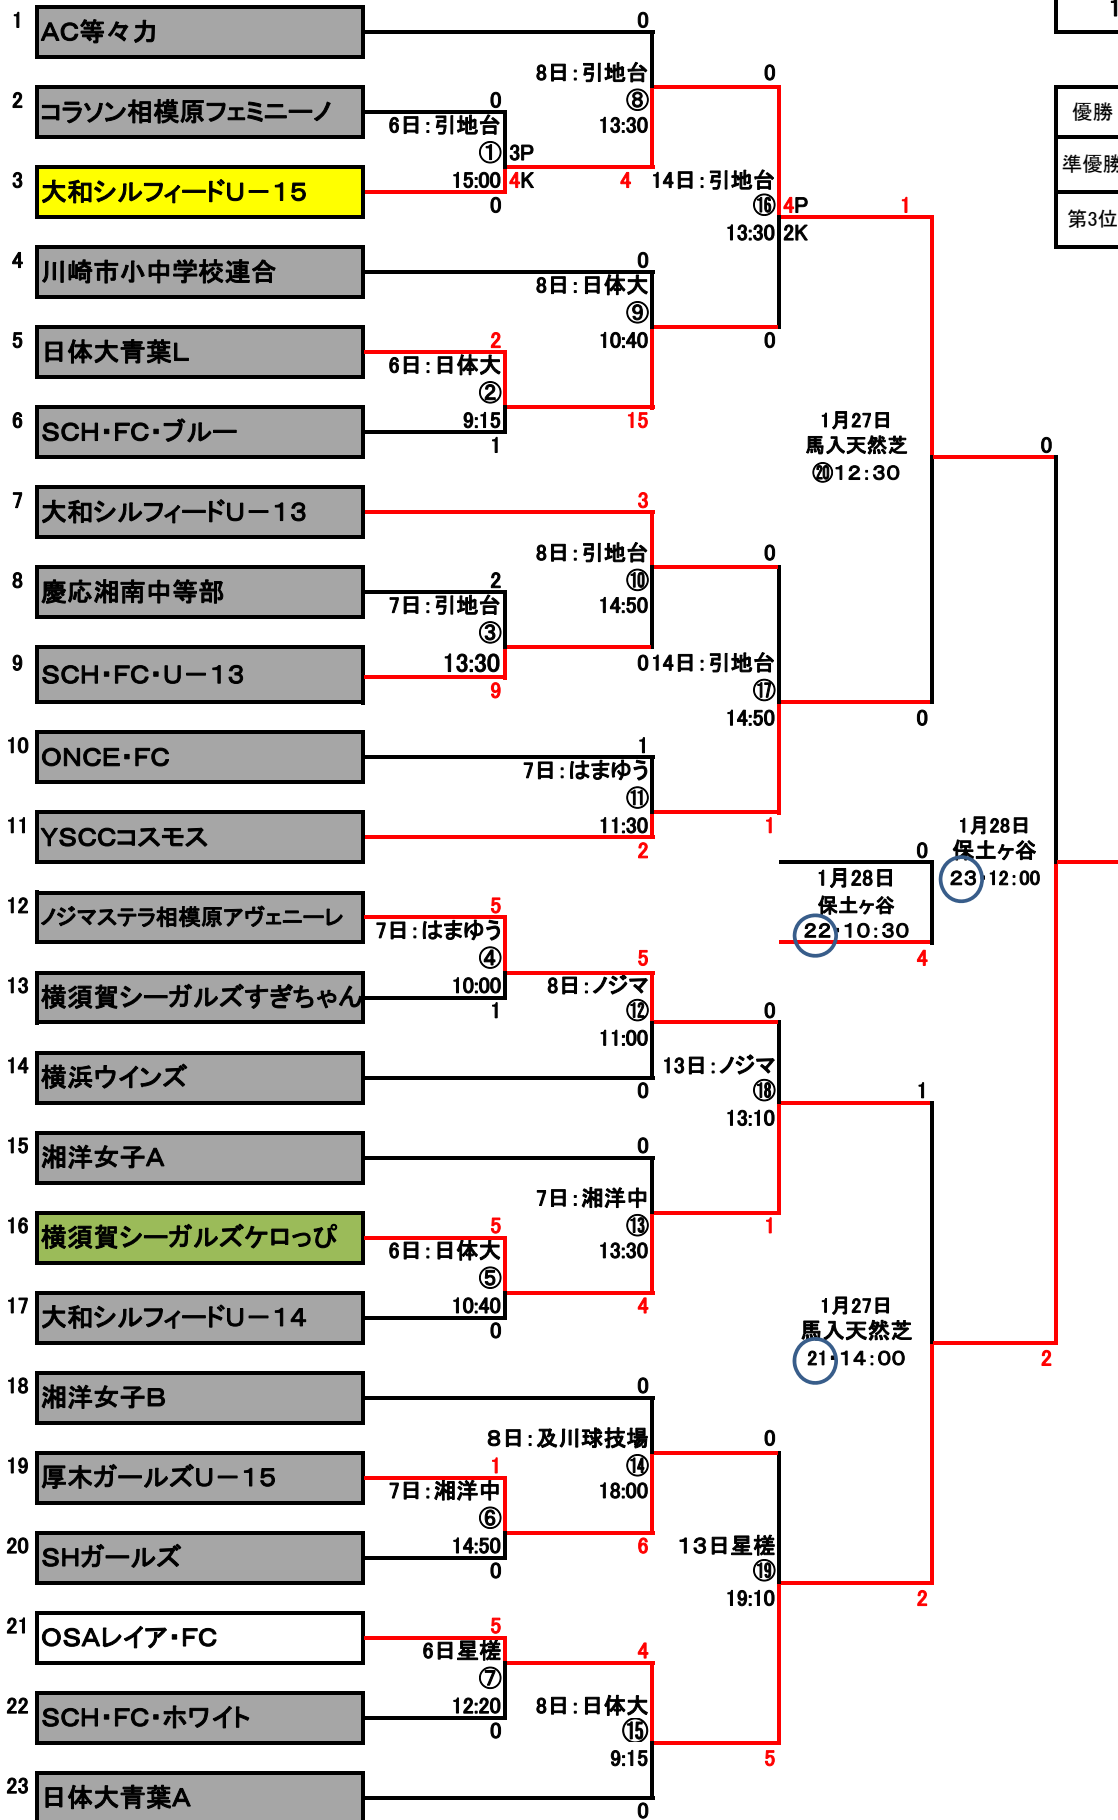 1
AC等々力
0
1
8日:引地台
0
⑧
13:30
2
コラソン相模原フェミニーノ
0
6日:引地台
①
3P
優勝
3
大和シルフィードU-15
15:00
4K
4
0
14日:引地台
⑯
4P
1
13:30
2K
準優勝
第3位
4
川崎市小中学校連合
0
8日:日体大
⑨
10:40
0
5
日体大青葉L
2
6日:日体大
②
9:15
15
6
SCH・FC・ブルー
1
1月27日
馬入天然芝
⑳12:30
0
7
大和シルフィードU-13
3
8日:引地台
⑩
14:50
0
8
慶応湘南中等部
2
7日:引地台
③
13:30
0
14日:引地台
⑰
14:50
0
9
SCH・FC・U-13
9
10
ONCE・FC
1
7日:はまゆう
⑪
11:30
1
11
YSCCコスモス
2
0
1月28日
保土ヶ谷
22・10:30
4
1月28日
保土ヶ谷
23・12:00
12
ノジマステラ相模原アヴェニーレ
5
7日:はまゆう
④
10:00
5
13
横須賀シーガルズすぎちゃん
1
8日:ノジマ
⑫
11:00
0
14
横浜ウインズ
0
13日:ノジマ
⑱
13:10
1
15
湘洋女子A
0
7日:湘洋中
⑬
13:30
1
16
横須賀シーガルズケロっぴ
5
6日:日体大
⑤
10:40
4
17
大和シルフィードU-14
0
1月27日
馬入天然芝
21・14:00
2
18
湘洋女子B
0
8日:及川球技場
⑭
18:00
0
19
厚木ガールズU-15
1
7日:湘洋中
⑥
14:50
6
20
SHガールズ
0
13日星槎
⑲
19:10
2
21
OSAレイア・FC
5
6日星槎
⑦
12:20
4
22
SCH・FC・ホワイト
0
8日:日体大
⑮
9:15
5
23
日体大青葉A
0